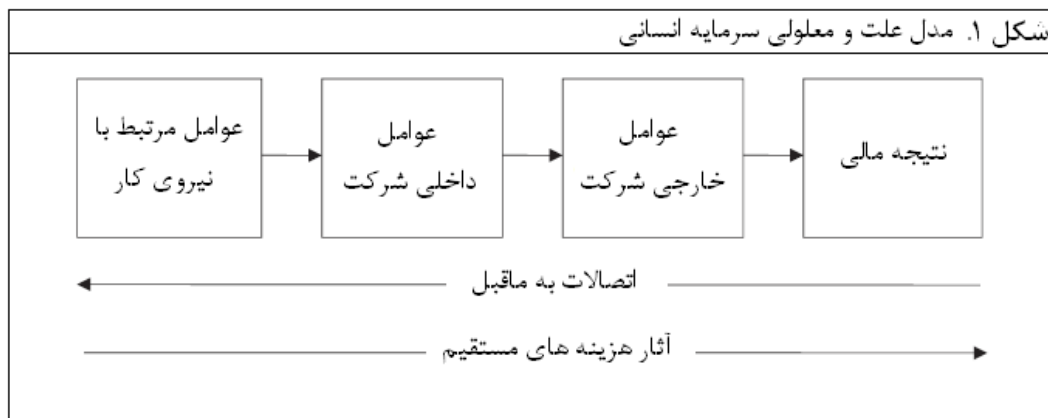 شکل ۱. مدل علت و معلولی سرمایه انسانی
عوامل مرتبط با
نیروی کار
عوامل
داخلی شرکت
عوامل
خارجی شرکت
نتیجه مالی
اتصالات به ماقبل
آثار هزینه های مستقیم